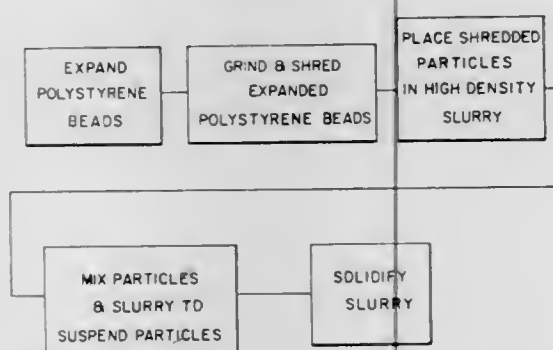 EXPAND
POLYSTYRENE
BEADS
GRIND & SHRED
EXPANDED
POLYSTYRENE BEADS
PLACE SHREDDED
PARTICLES
IN HIGH DENSITY
SLURRY
MIX PARTICLES
& SLURRY TO
SUSPEND PARTICLES
SOLIDIFY
SLURRY